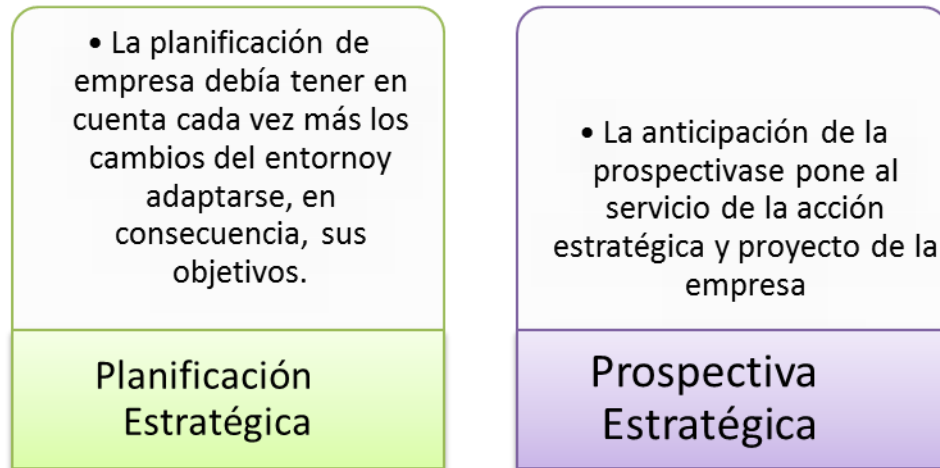 • La planificación de
empresa debía tener en
cuenta cada vez más los
cambios del entornoy
adaptarse, en
consecuencia, sus
objetivos.
Planificación
Estratégica
• La anticipación de la
prospectivase pone al
servicio de la acción
estratégica y proyecto de la
empresa
Prospectiva
Estratégica